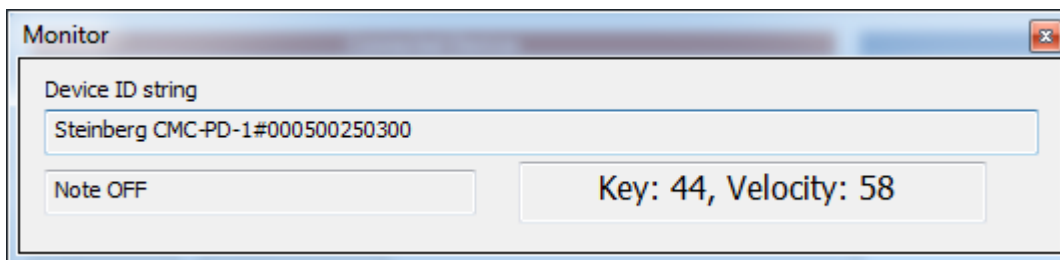 Monitor
Device ID string
Steinberg CMC-PD-1#000500250300
Note OFF
Key: 44, Velocity: 58